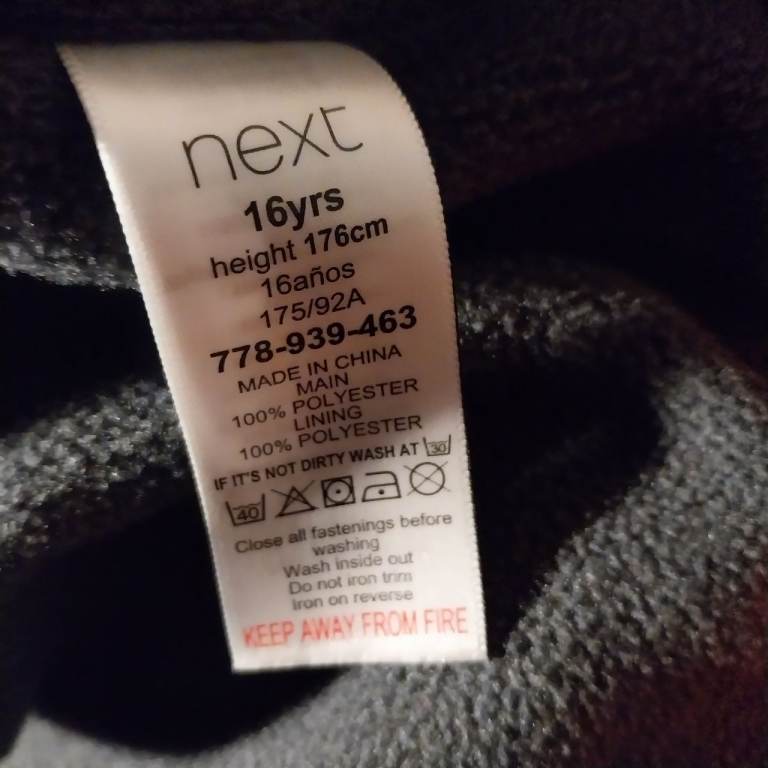 next
16yrs
height 176cm
16años
175/92A
778-939-463
MADE IN CHINA
MAIN
100% POLYESTER
LINING
100% POLYESTER
IF IT'S NOT DIRTY WASH AT 30
40
Close all fastenings before
washing
Wash inside out
Do not iron trim
Iron on reverse
KEEP AWAY FROM FIRE